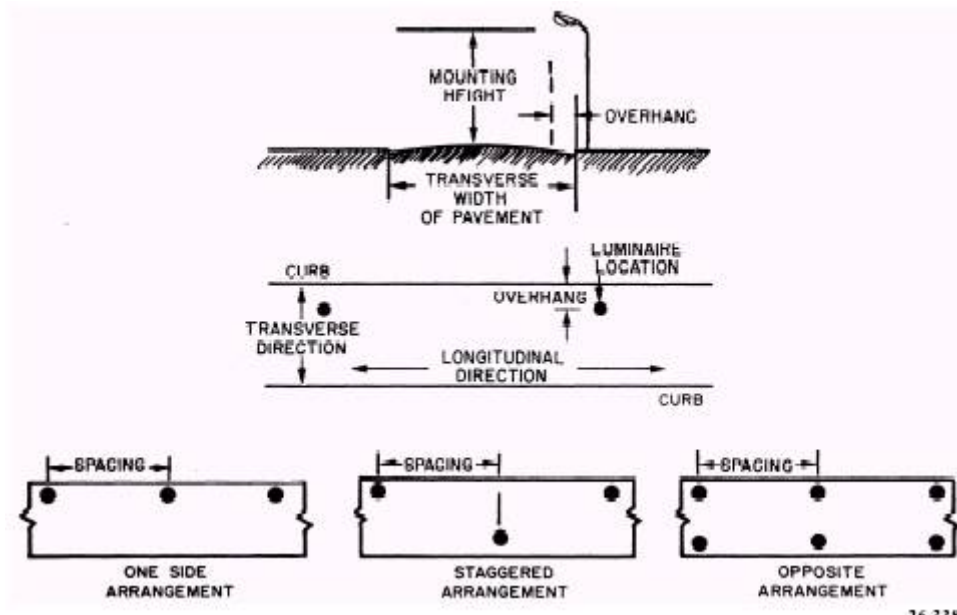 MOUNTING
HEIGHT
OVERHANG
TRANSVERSE
WIDTH
OF PAVEMENT
LUMINAIRE
LOCATION
CURB
OVERHANG
TRANSVERSE
DIRECTION
LONGITUDINAL
DIRECTION
CURB
SPACING
SPACING
SPACING
ONE SIDE
ARRANGEMENT
STAGGERED
ARRANGEMENT
OPPOSITE
ARRANGEMENT